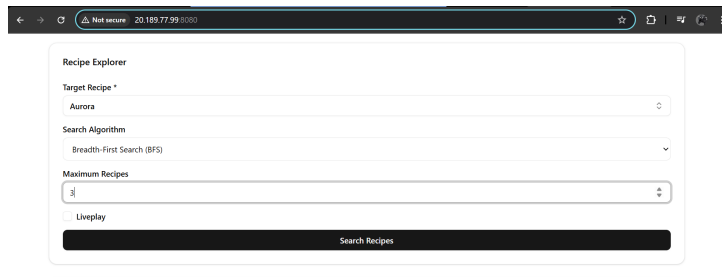 Not secure 20.189.77.99:8080
Recipe Explorer
Target Recipe *
Aurora
Search Algorithm
Breadth-First Search (BFS)
Maximum Recipes
3
Liveplay
Search Recipes